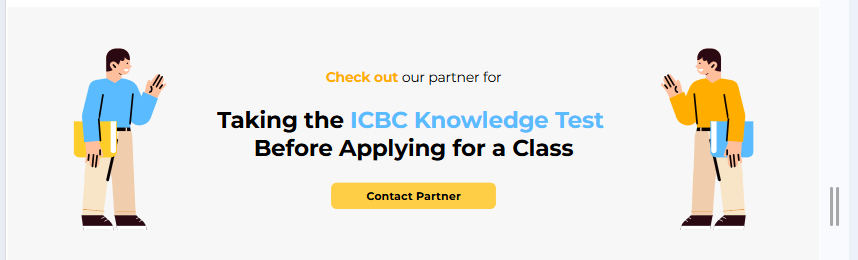 Check out our partner for
Taking the ICBC Knowledge Test
Before Applying for a Class
Contact Partner